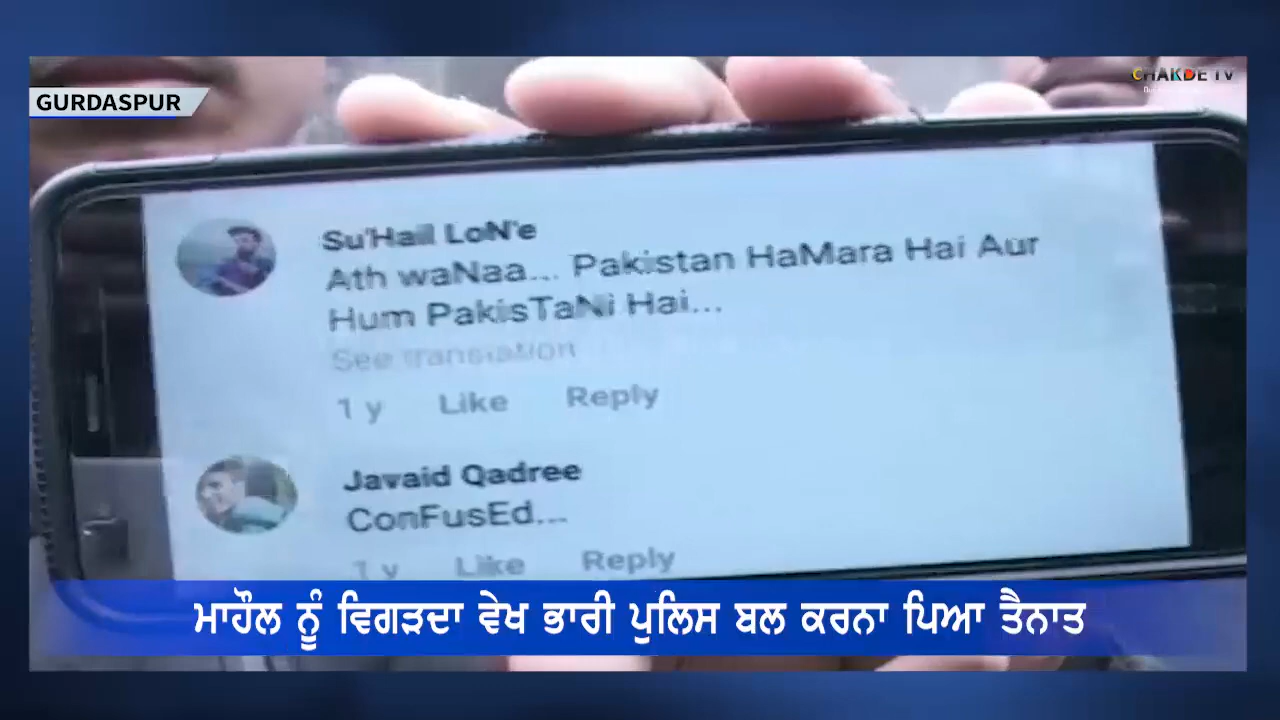 CHAKDE TV
GURDASPUR
Su'Hail LoN'e
Ath waNaa... Pakistan HaMara Hai Aur
Hum PakisTaNi Hai...
See translation
1 y Like Reply
Javaid Qadree
ConFusEd...
1 y Like Reply
ਮਾਹੌਲ ਨੂੰ ਵਿਗੜਦਾ ਵੇਖ ਭਾਰੀ ਪੁਲਿਸ ਬਲ ਕਰਨਾ ਪਿਆ ਤੈਨਾਤ